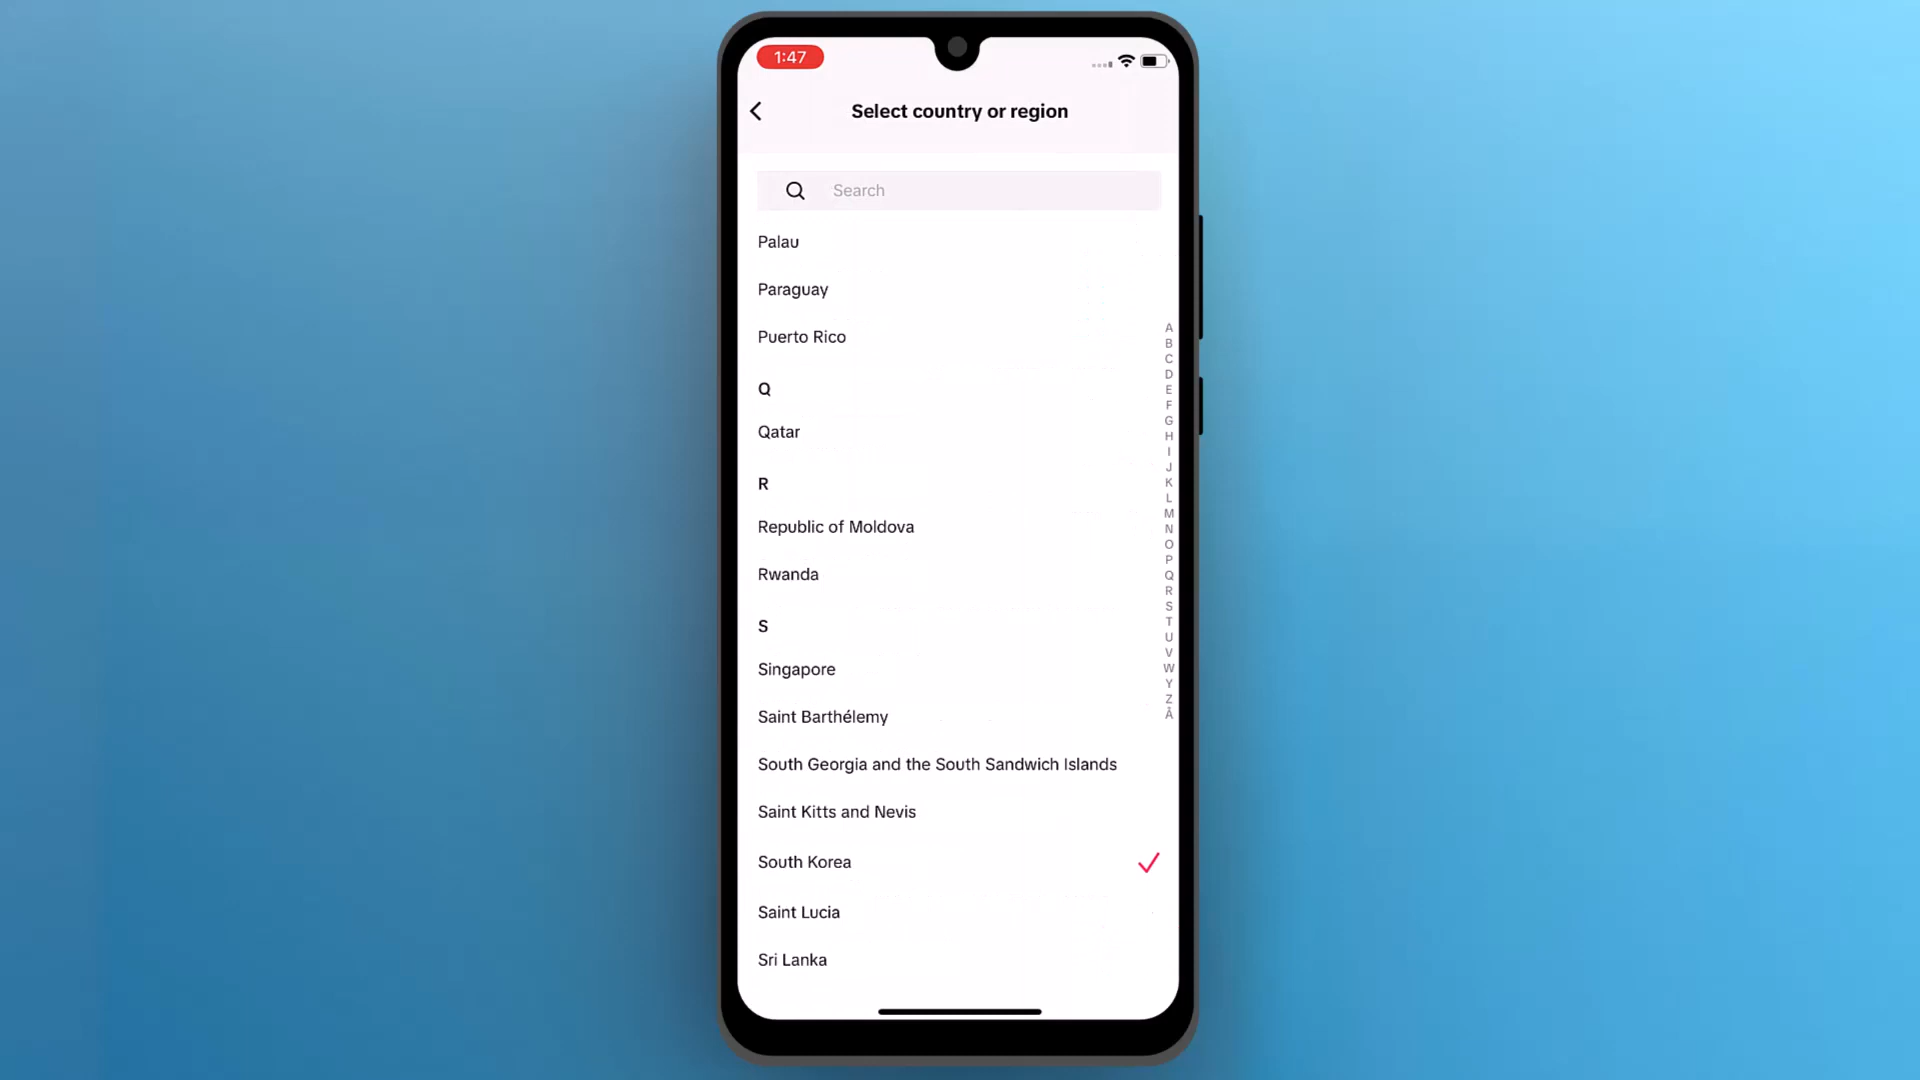 1:47
Select country or region
Search
Palau
Paraguay
Puerto Rico
Q
Qatar
R
Republic of Moldova
Rwanda
S
Singapore
Saint Barthélemy
South Georgia and the South Sandwich Islands
Saint Kitts and Nevis
South Korea
Saint Lucia
Sri Lanka
A
B
C
D
E
F
G
H
I
J
K
L
M
N
O
P
Q
R
S
T
U
V
W
Y
Z
Å